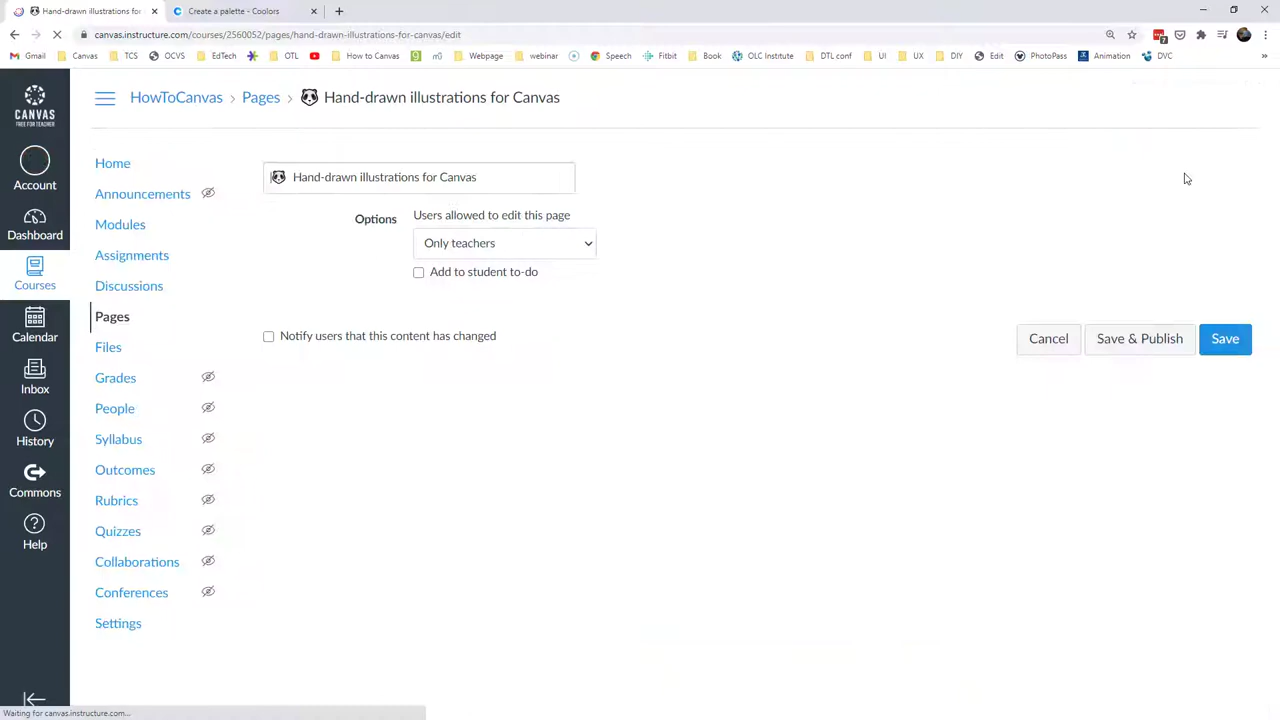 Hand-drawn illustrations for Can
Create a palette - Coolors
canvas.instructure.com/courses/2560052/pages/hand-drawn-illustrations-for-canvas/edit
7
Gmail Canvas TCS OCVS EdTech OTL How to Canvas g m Webpage webinar Speech Fitbit Book OLC Institute DTL conf UI UX DIY Edit PhotoPass Animation DVC »
CANVAS
FREE FOR TEACHER
HowToCanvas > Pages > Hand-drawn illustrations for Canvas
Account
Dashboard
Courses
Calendar
Inbox
History
Commons
Help
Home
Announcements
Modules
Assignments
Discussions
Pages
Files
Grades
People
Syllabus
Outcomes
Rubrics
Quizzes
Collaborations
Conferences
Settings
Hand-drawn illustrations for Canvas
Options
Users allowed to edit this page
Only teachers
Add to student to-do
Notify users that this content has changed
Cancel Save & Publish Save
Waiting for canvas.instructure.com...